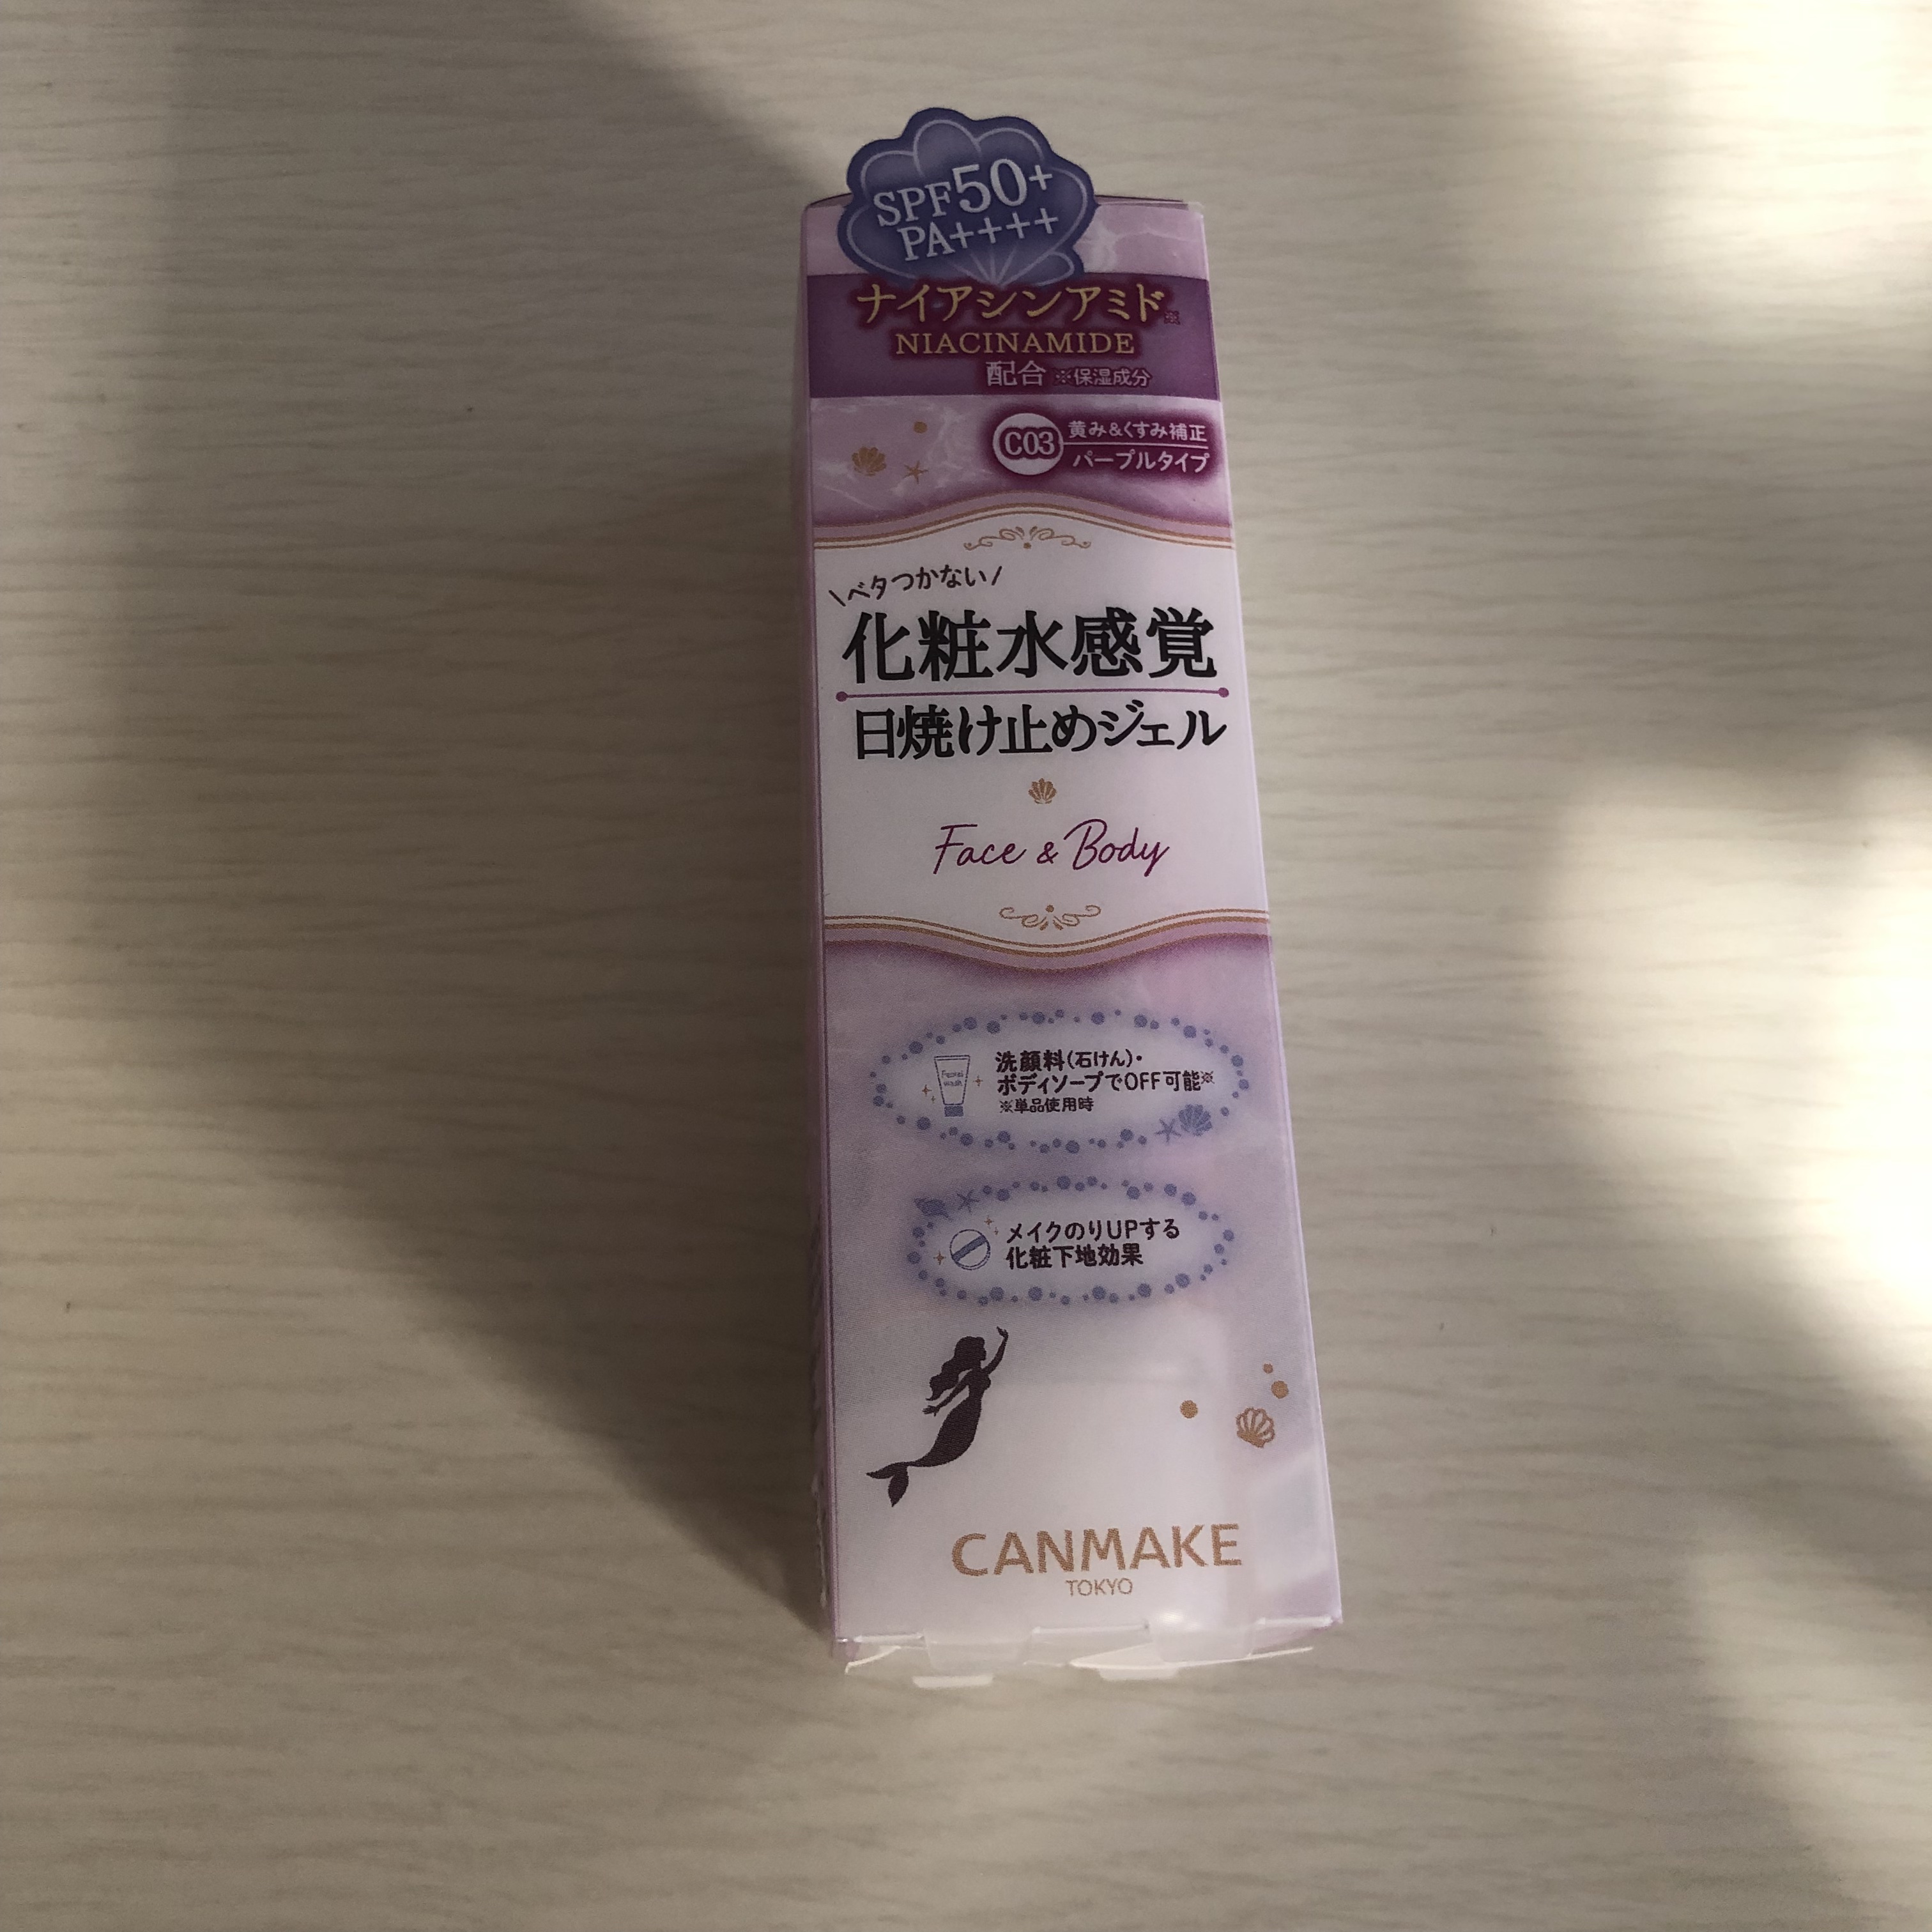 SPF50+
PA++++
ナイアシンアミド※
NIACINAMIDE
配合 ※保湿成分
C03 黄み&くすみ補正
パープルタイプ
\ベタつかない/
化粧水感覚
日焼け止めジェル
Face & Body
Facial
wash
洗顔料(石けん)・
ボディソープでOFF可能※
※単品使用時
メイクのりUPする
化粧下地効果
CANMAKE
TOKYO